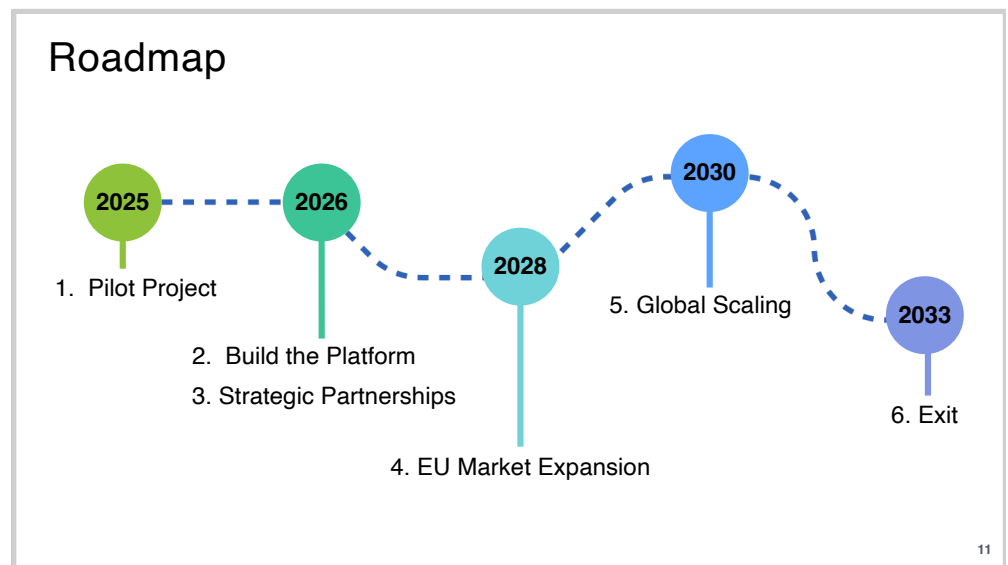 Roadmap
2025
2026
2028
2030
2033
1. Pilot Project
2. Build the Platform
3. Strategic Partnerships
4. EU Market Expansion
5. Global Scaling
6. Exit
11